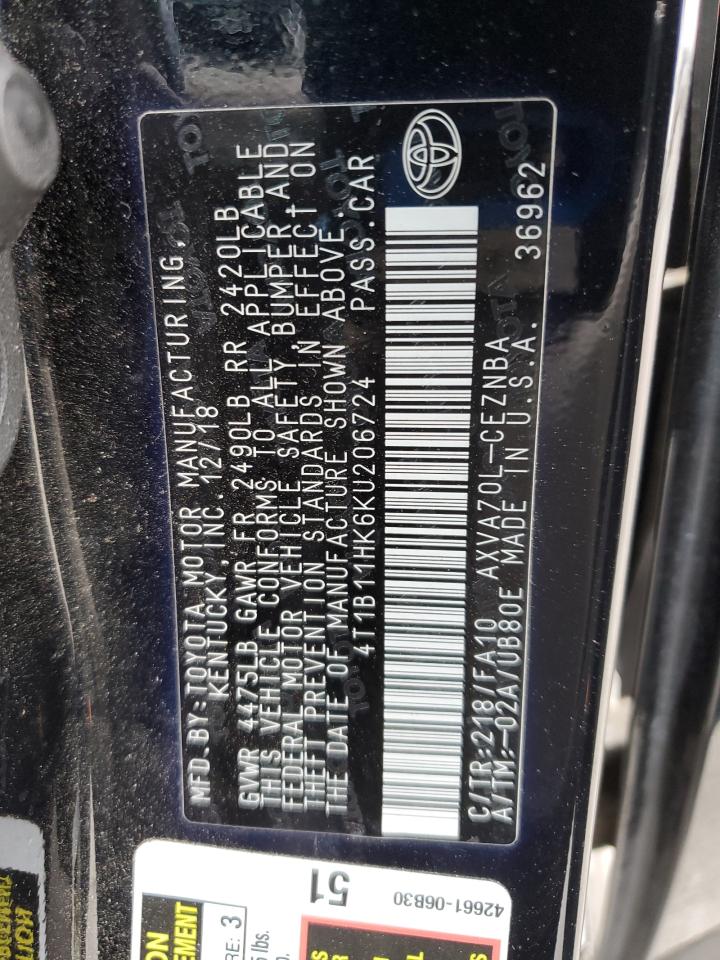 MFD.BY:TOYOTA MOTOR MANUFACTURING,
KENTUCKY, INC. 12/18
GVWR 4475LB GAWR FR 2490LB RR 2420LB
THIS VEHICLE CONFORMS TO ALL APPLICABLE
FEDERAL MOTOR VEHICLE SAFETY, BUMPER AND
THEFT PREVENTION STANDARDS IN EFFECT ON
THE DATE OF MANUFACTURE SHOWN ABOVE.
4T1B11HK6KU206724 PASS.CAR
C/TR:218/FA10 AXVA70L-CEZNBA
A/TM:-02A/UB80E MADE IN U.S.A. 36962
51
42661-06B30
3
lbs.